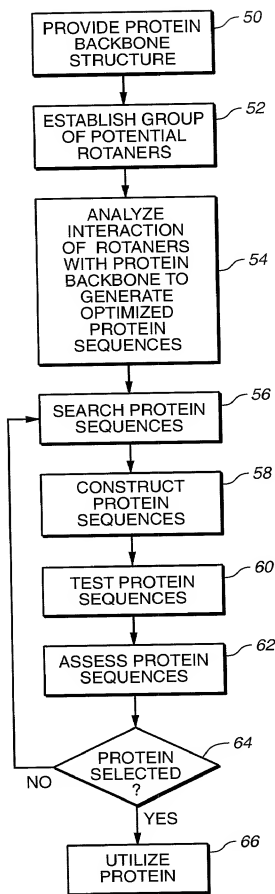 PROVIDE PROTEIN
BACKBONE
STRUCTURE
50
ESTABLISH GROUP
OF POTENTIAL
ROTANERS
52
ANALYZE
INTERACTION
OF ROTANERS
WITH PROTEIN
BACKBONE TO
GENERATE
OPTIMIZED
PROTEIN
SEQUENCES
54
SEARCH PROTEIN
SEQUENCES
56
CONSTRUCT
PROTEIN
SEQUENCES
58
TEST PROTEIN
SEQUENCES
60
ASSESS PROTEIN
SEQUENCES
62
PROTEIN
SELECTED
?
64
NO
YES
UTILIZE
PROTEIN
66